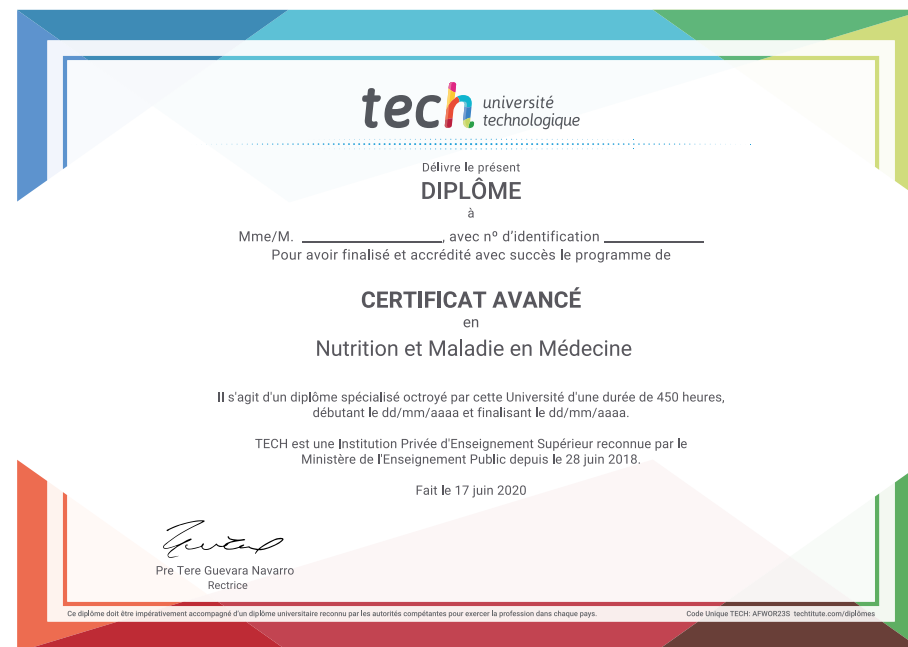 tech université
technologique
Délivre le présent
DIPLÔME
à
Mme/M. ____________________, avec nº d'identification ______________
Pour avoir finalisé et accrédité avec succès le programme de
CERTIFICAT AVANCÉ
en
Nutrition et Maladie en Médecine
Il s'agit d'un diplôme spécialisé octroyé par cette Université d'une durée de 450 heures,
débutant le dd/mm/aaaa et finalisant le dd/mm/aaaa.
TECH est une Institution Privée d'Enseignement Supérieur reconnue par le
Ministère de l'Enseignement Public depuis le 28 juin 2018.
Fait le 17 juin 2020
Pre Tere Guevara Navarro
Rectrice
Ce diplôme doit être impérativement accompagné d'un diplôme universitaire reconnu par les autorités compétantes pour exercer la profession dans chaque pays. Code Unique TECH: AFWOR23S techtitute.com/diplômes